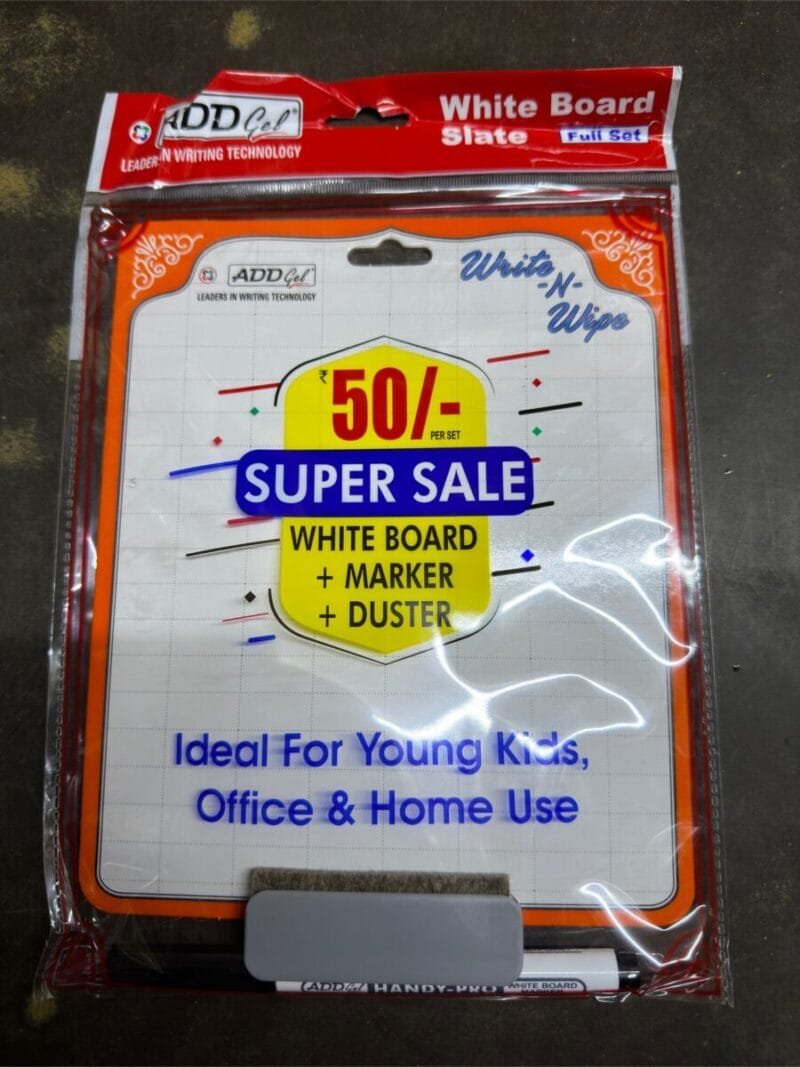 ADD Gel
LEADERS IN WRITING TECHNOLOGY
White Board
Slate Full Set
ADD Gel
LEADERS IN WRITING TECHNOLOGY
Write
-N-
Wipe
₹50/-
PER SET
SUPER SALE
WHITE BOARD
+ MARKER
+ DUSTER
Ideal For Young Kids,
Office & Home Use
ADD Gel HANDY-PRO WHITE BOARD
MARKER